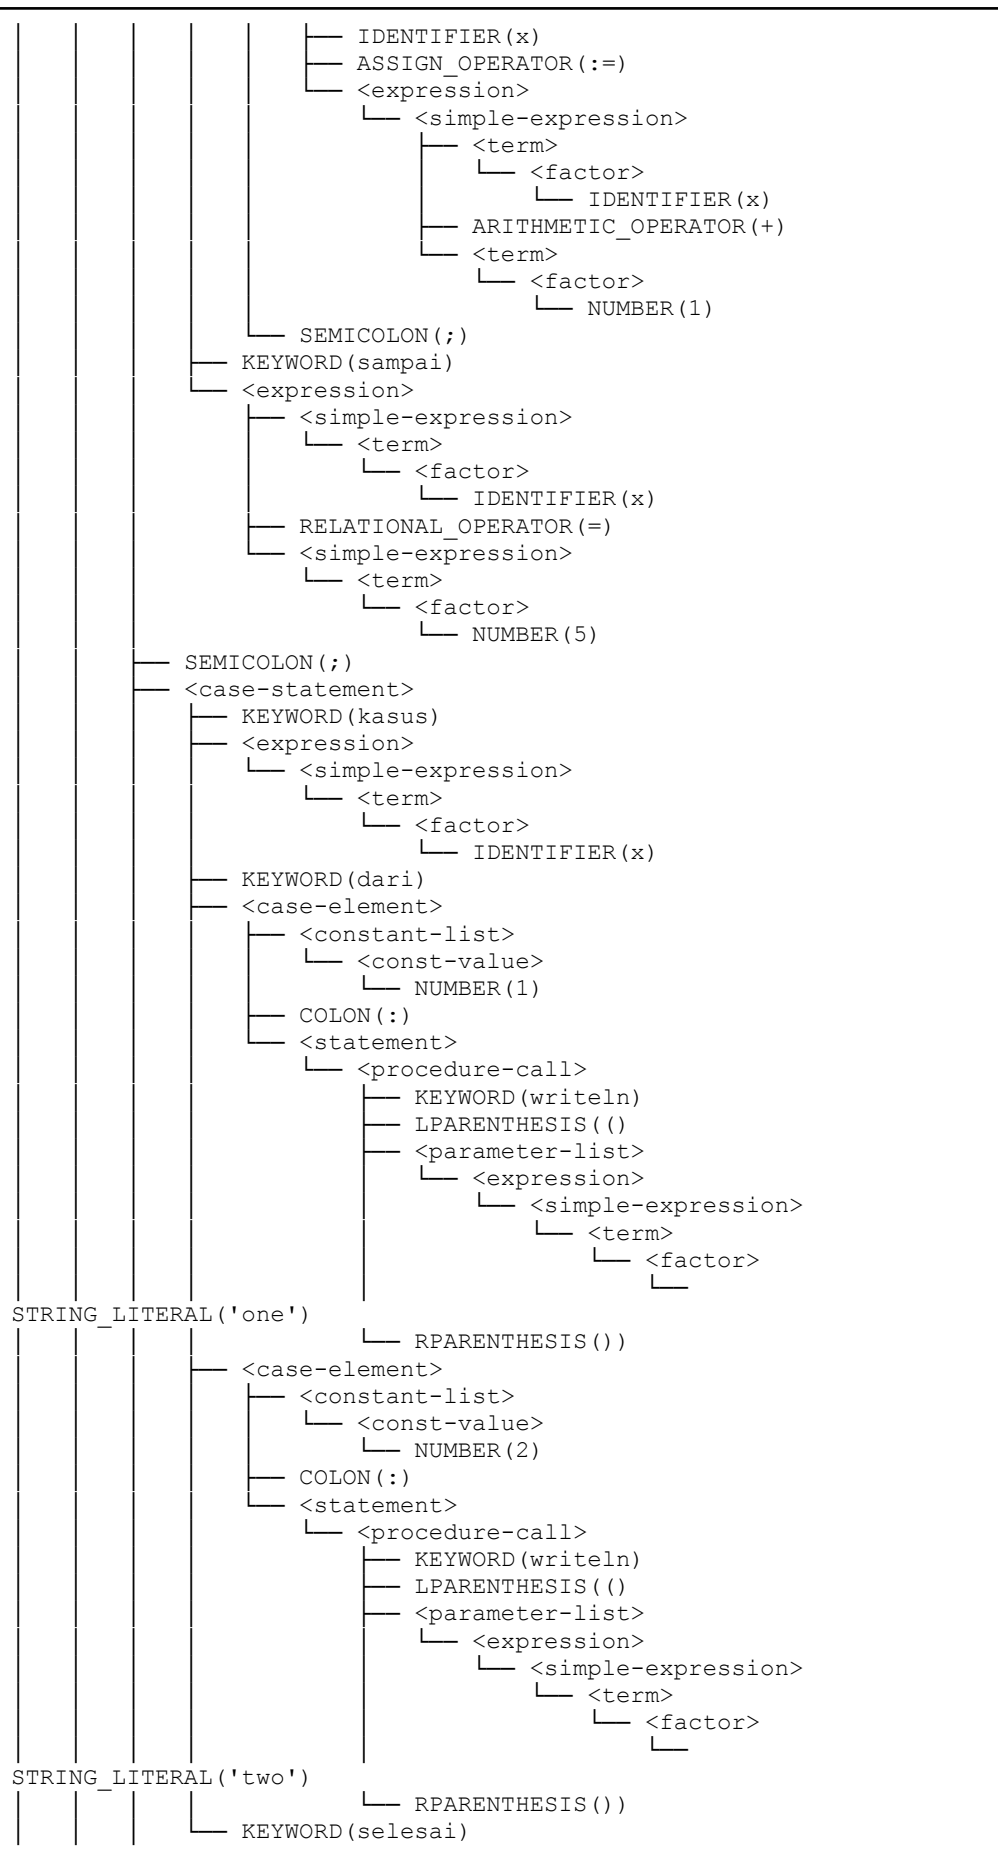 IDENTIFIER(x)
ASSIGN_OPERATOR(:=)
<expression>
<simple-expression>
<term>
<factor>
IDENTIFIER(x)
ARITHMETIC_OPERATOR(+)
<term>
<factor>
NUMBER(1)
SEMICOLON(;)
KEYWORD(sampai)
<expression>
<simple-expression>
<term>
<factor>
IDENTIFIER(x)
RELATIONAL_OPERATOR(=)
<simple-expression>
<term>
<factor>
NUMBER(5)
SEMICOLON(;)
<case-statement>
KEYWORD(kasus)
<expression>
<simple-expression>
<term>
<factor>
IDENTIFIER(x)
KEYWORD(dari)
<case-element>
<constant-list>
<const-value>
NUMBER(1)
COLON(:)
<statement>
<procedure-call>
KEYWORD(writeln)
LPARENTHESIS(()
<parameter-list>
<expression>
<simple-expression>
<term>
<factor>
STRING_LITERAL('one')
RPARENTHESIS())
<case-element>
<constant-list>
<const-value>
NUMBER(2)
COLON(:)
<statement>
<procedure-call>
KEYWORD(writeln)
LPARENTHESIS(()
<parameter-list>
<expression>
<simple-expression>
<term>
<factor>
STRING_LITERAL('two')
RPARENTHESIS())
KEYWORD(selesai)